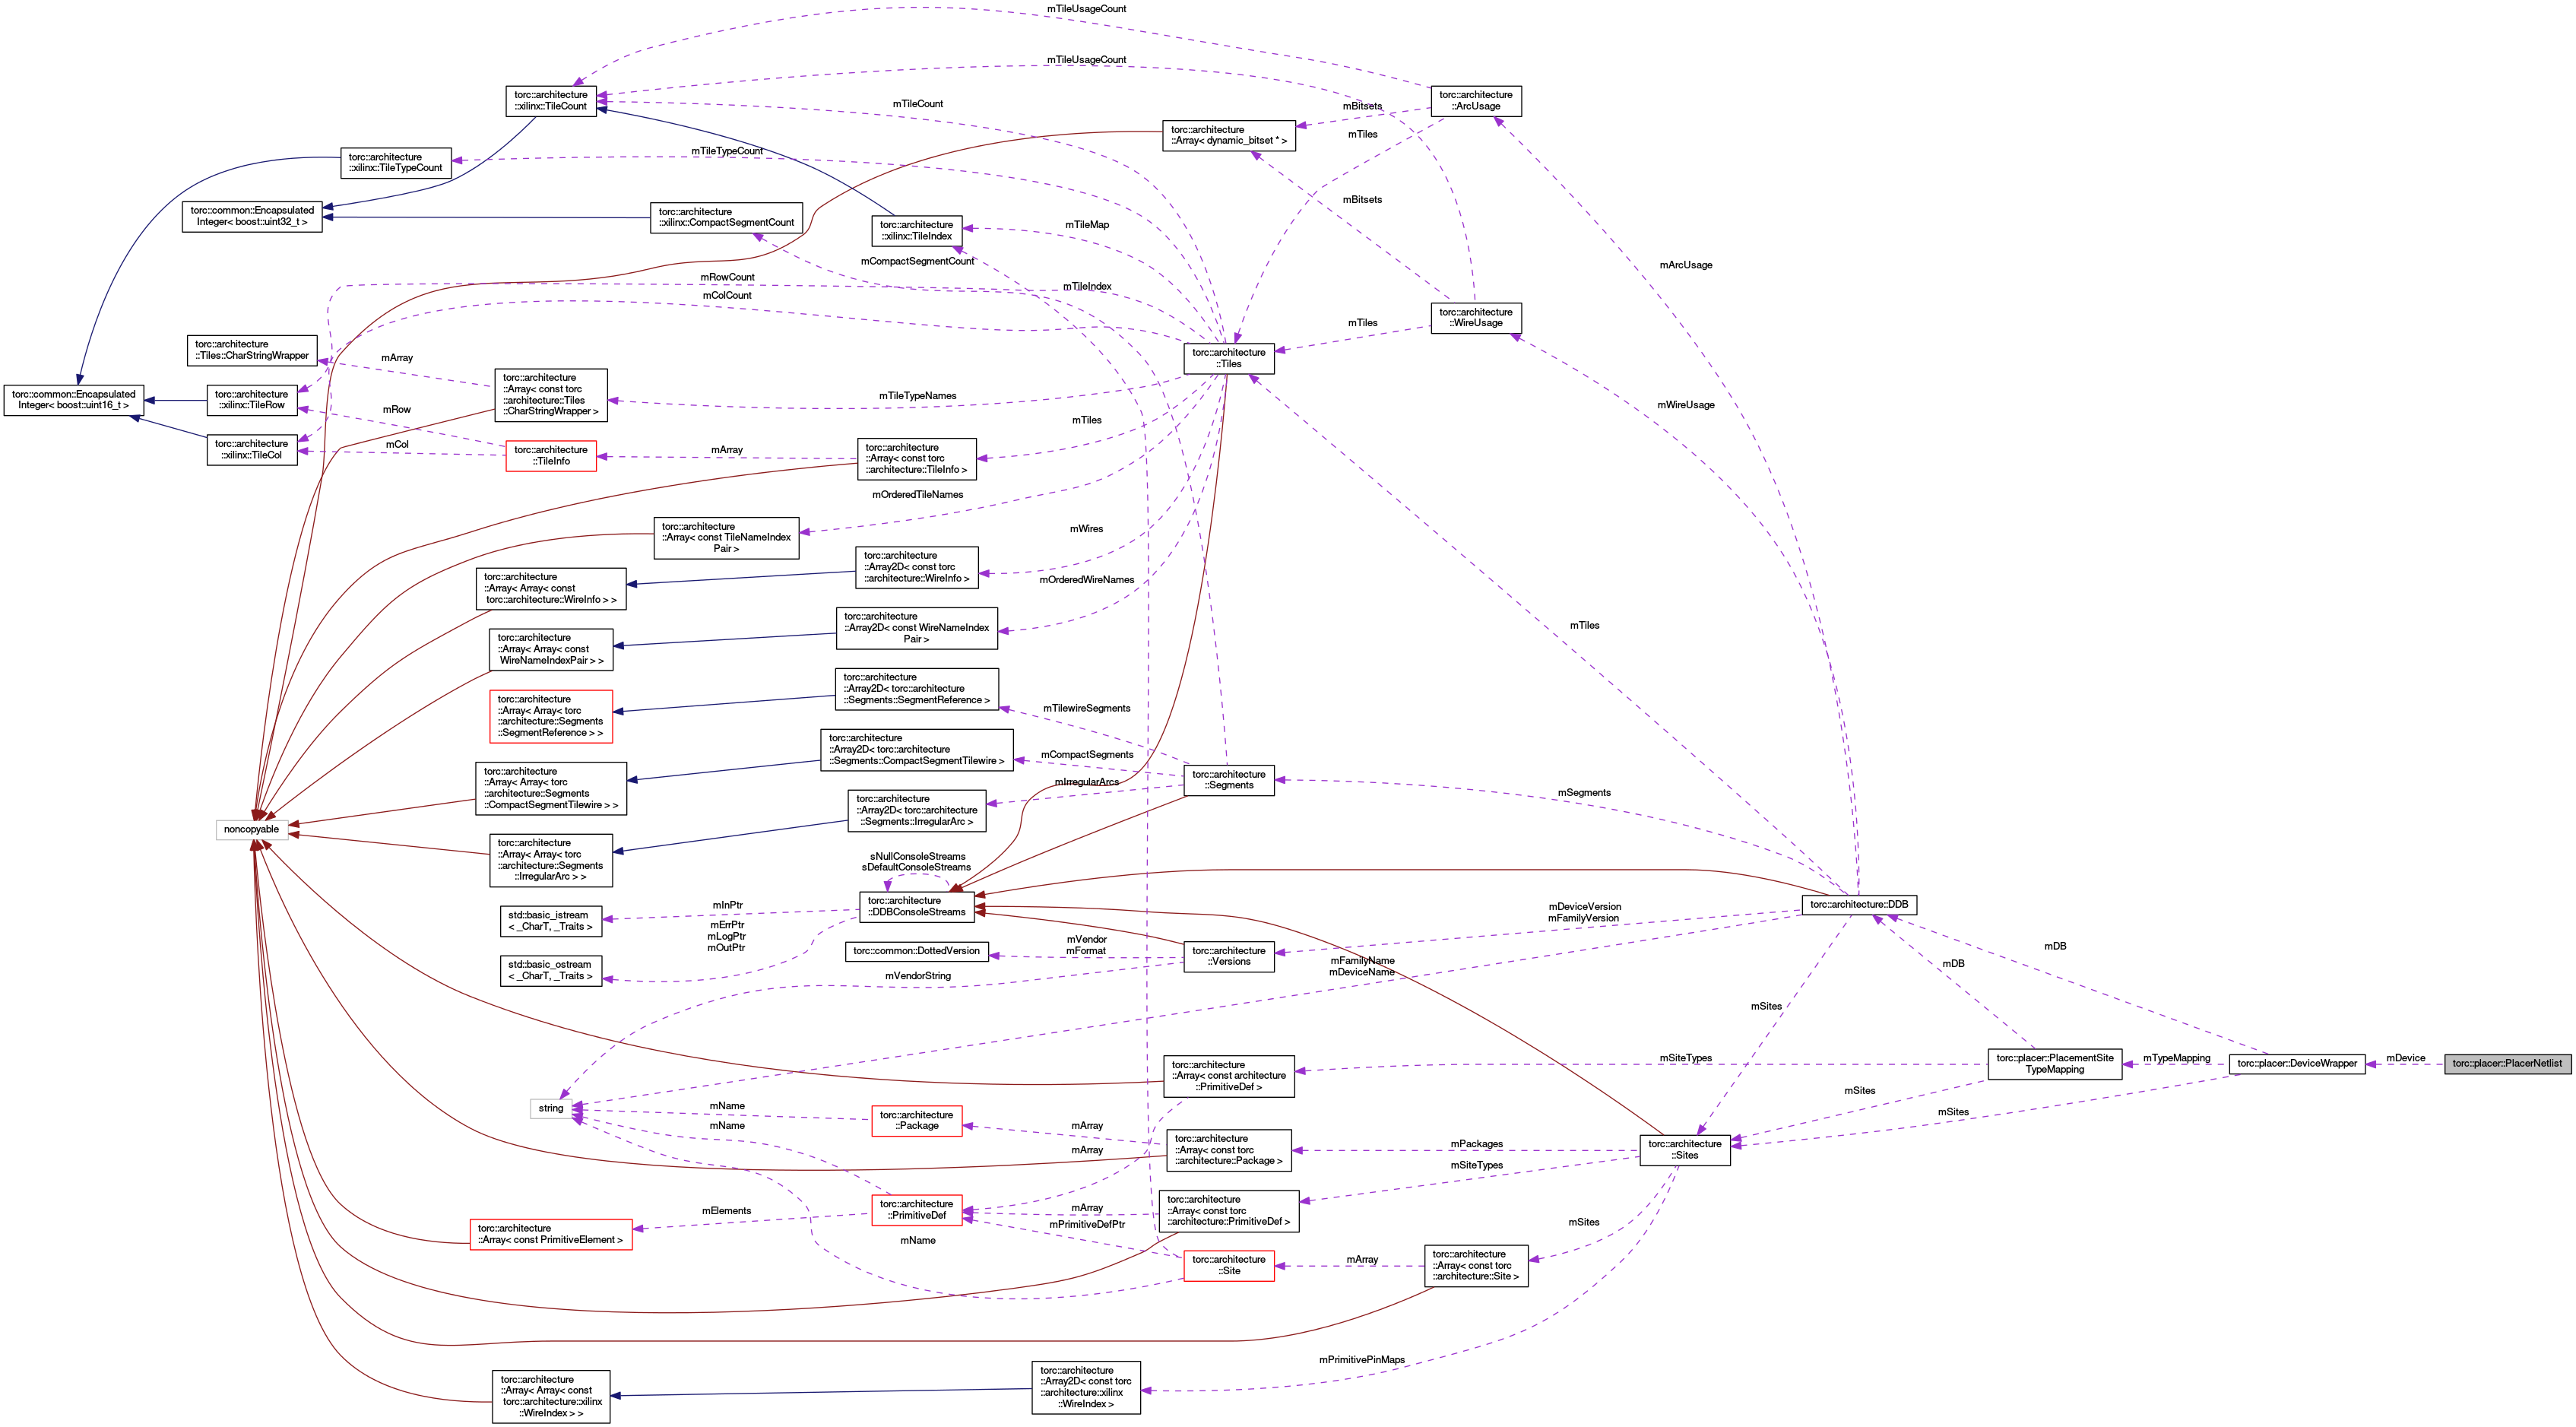 mTileUsageCount
mTileUsageCount
torc::architecture
::xilinx::TileCount
torc::architecture
::ArcUsage
mTileCount
mBitsets
torc::architecture
::Array< dynamic_bitset * >
mTiles
mTileTypeCount
torc::architecture
::xilinx::TileTypeCount
mBitsets
torc::common::Encapsulated
Integer< boost::uint32_t >
torc::architecture
::xilinx::CompactSegmentCount
torc::architecture
::xilinx::TileIndex
mTileMap
mCompactSegmentCount
mArcUsage
mRowCount
mTileIndex
mColCount
torc::architecture
::WireUsage
mTiles
torc::architecture
::Tiles::CharStringWrapper
mArray
torc::architecture
::Tiles
torc::common::Encapsulated
Integer< boost::uint16_t >
torc::architecture
::xilinx::TileRow
torc::architecture
::Array< const torc
::architecture::Tiles
::CharStringWrapper >
mTileTypeNames
mWireUsage
mRow
mCol
torc::architecture
::xilinx::TileCol
torc::architecture
::TileInfo
mArray
torc::architecture
::Array< const torc
::architecture::TileInfo >
mTiles
mOrderedTileNames
torc::architecture
::Array< const TileNameIndex
Pair >
mWires
torc::architecture
::Array< Array< const
torc::architecture::WireInfo > >
torc::architecture
::Array2D< const torc
::architecture::WireInfo >
mOrderedWireNames
torc::architecture
::Array< Array< const
WireNameIndexPair > >
torc::architecture
::Array2D< const WireNameIndex
Pair >
mTiles
torc::architecture
::Array< Array< torc
::architecture::Segments
::SegmentReference > >
torc::architecture
::Array2D< torc::architecture
::Segments::SegmentReference >
mTilewireSegments
torc::architecture
::Array2D< torc::architecture
::Segments::CompactSegmentTilewire >
mCompactSegments
torc::architecture
::Segments
mIrregularArcs
torc::architecture
::Array< Array< torc
::architecture::Segments
::CompactSegmentTilewire > >
torc::architecture
::Array2D< torc::architecture
::Segments::IrregularArc >
mSegments
noncopyable
torc::architecture
::Array< Array< torc
::architecture::Segments
::IrregularArc > >
sNullConsoleStreams
sDefaultConsoleStreams
torc::architecture
::DDBConsoleStreams
torc::architecture::DDB
mInPtr
std::basic_istream
< _CharT, _Traits >
mErrPtr
mLogPtr
mOutPtr
mDeviceVersion
mFamilyVersion
mVendor
mFormat
torc::common::DottedVersion
torc::architecture
::Versions
std::basic_ostream
< _CharT, _Traits >
mVendorString
mFamilyName
mDeviceName
mDB
mDB
mSites
torc::architecture
::Array< const architecture
::PrimitiveDef >
mSiteTypes
torc::placer::PlacementSite
TypeMapping
mTypeMapping
torc::placer::DeviceWrapper
mDevice
torc::placer::PlacerNetlist
mSites
mSites
string
mName
mName
torc::architecture
::Package
mArray
mArray
torc::architecture
::Array< const torc
::architecture::Package >
mPackages
mSiteTypes
torc::architecture
::Sites
torc::architecture
::Array< const PrimitiveElement >
mElements
torc::architecture
::PrimitiveDef
mArray
mPrimitiveDefPtr
torc::architecture
::Array< const torc
::architecture::PrimitiveDef >
mSites
mName
torc::architecture
::Site
mArray
torc::architecture
::Array< const torc
::architecture::Site >
mPrimitivePinMaps
torc::architecture
::Array< Array< const
torc::architecture::xilinx
::WireIndex > >
torc::architecture
::Array2D< const torc
::architecture::xilinx
::WireIndex >